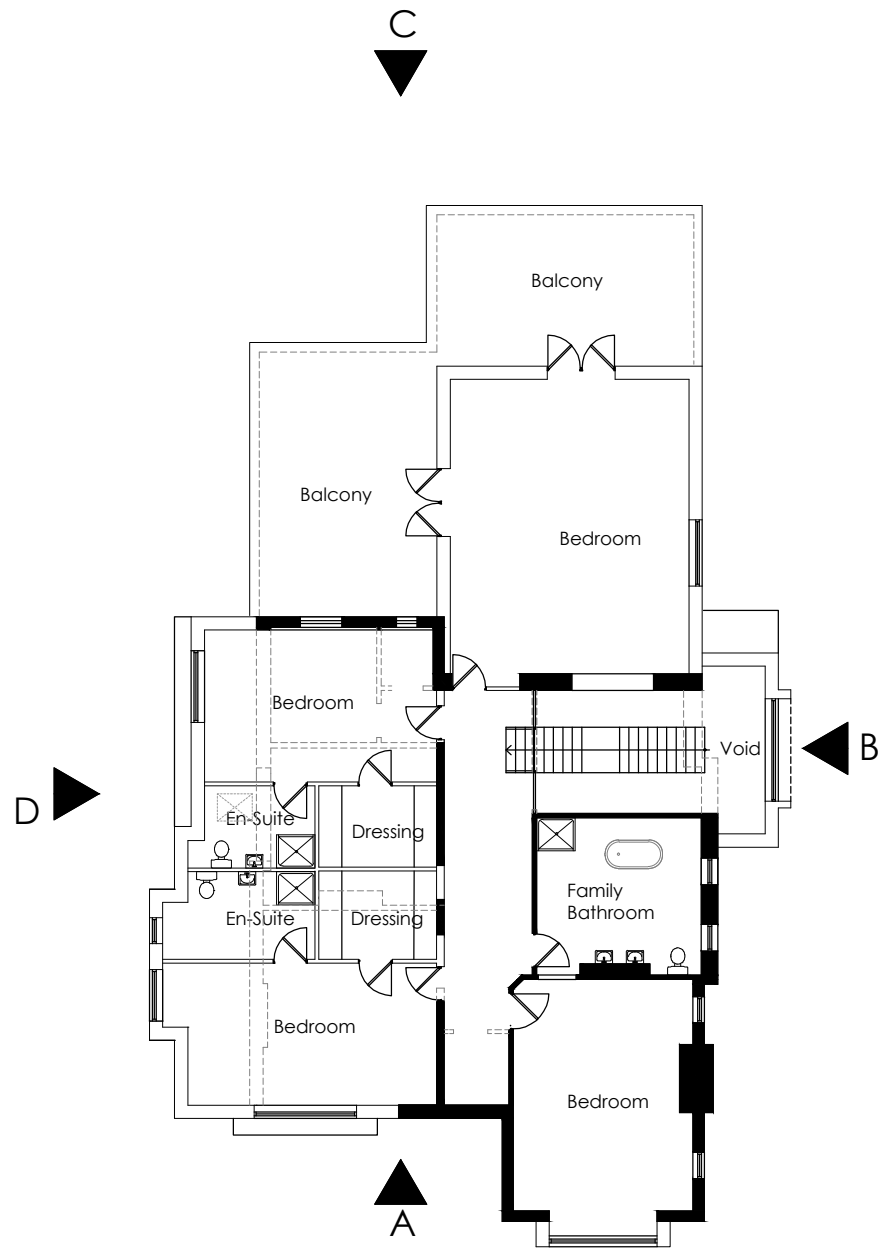 C
Balcony
Balcony
Bedroom
Bedroom
Void
B
D
En-Suite
Dressing
Family
Bathroom
En-Suite
Dressing
Bedroom
Bedroom
A